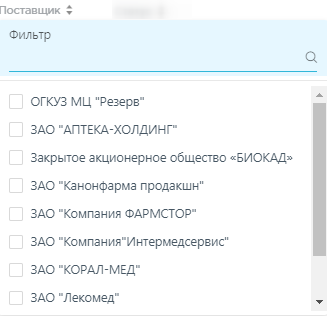 Поставщик
Фильтр
ОГКУЗ МЦ "Резерв"
ЗАО "АПТЕКА-ХОЛДИНГ"
Закрытое акционерное общество «БИОКАД»
ЗАО "Канонфарма продакшн"
ЗАО "Компания ФАРМСТОР"
ЗАО "Компания"Интермедсервис"
ЗАО "КОРАЛ-МЕД"
ЗАО "Лекомед"